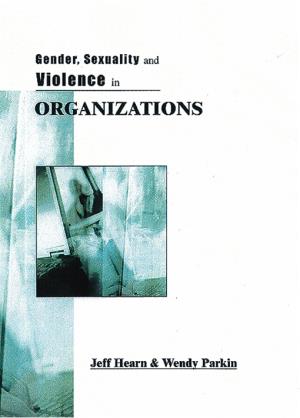 Gender, Sexuality and
Violence in
ORGANIZATIONS
Jeff Hearn & Wendy Parkin